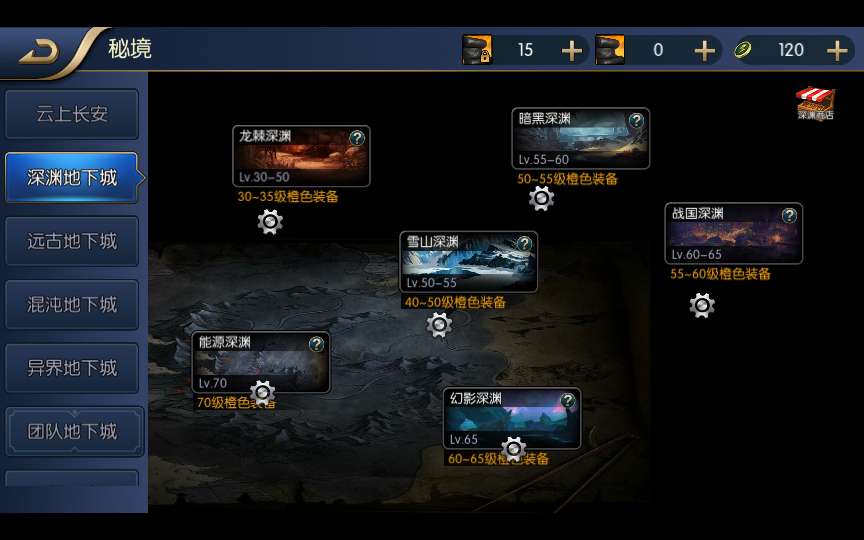 秘境
15
0
120
云上长安
深渊地下城
远古地下城
混沌地下城
异界地下城
团队地下城
深渊商店
龙棘深渊
?
Lv.30-50
30~35级橙色装备
暗黑深渊
?
Lv.55-60
50~55级橙色装备
战国深渊
?
Lv.60-65
55~60级橙色装备
雪山深渊
?
Lv.50-55
40~50级橙色装备
能源深渊
?
Lv.70
70级橙色装备
幻影深渊
?
Lv.65
60~65级橙色装备